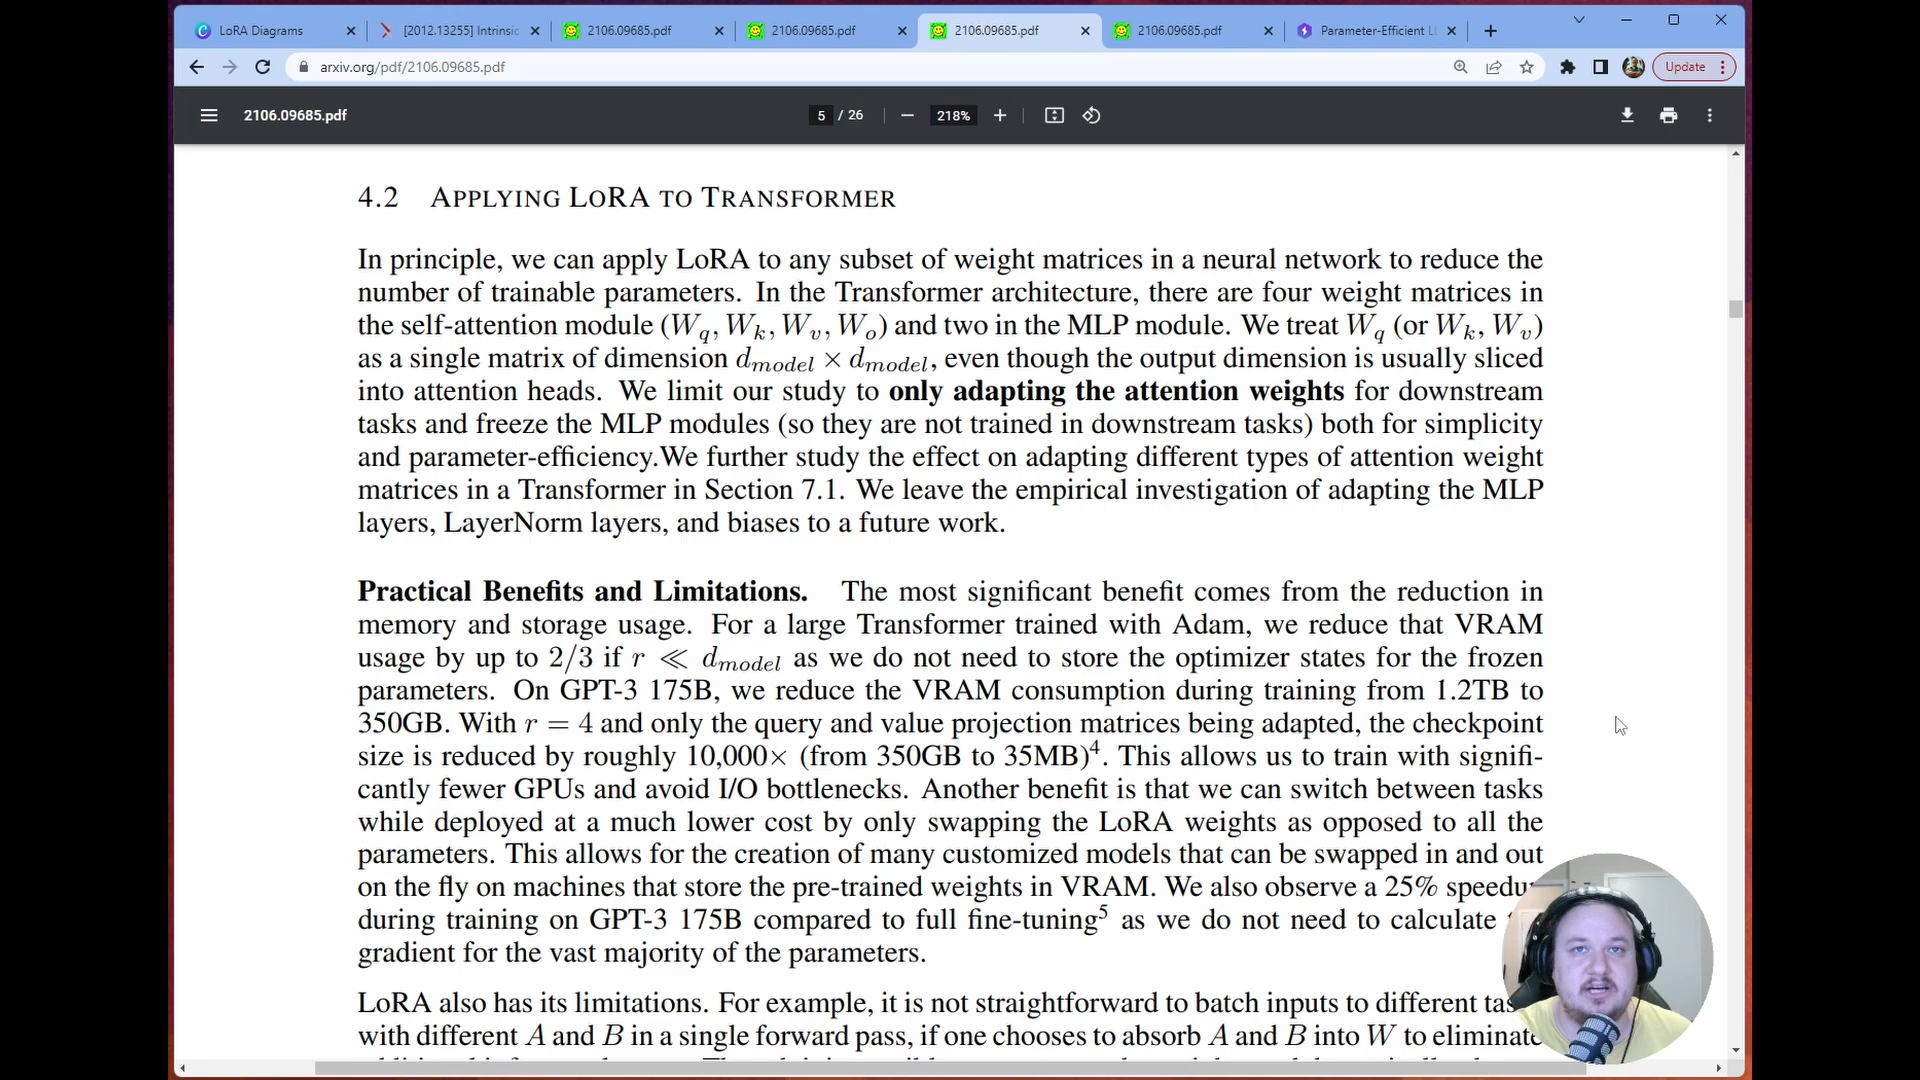 LoRA Diagrams
[2012.13255] Intrinsic
2106.09685.pdf
2106.09685.pdf
2106.09685.pdf
2106.09685.pdf
Parameter-Efficient LL
arxiv.org/pdf/2106.09685.pdf
Update
2106.09685.pdf
5 / 26
218%
4.2 APPLYING LORA TO TRANSFORMER
In principle, we can apply LoRA to any subset of weight matrices in a neural network to reduce the
number of trainable parameters. In the Transformer architecture, there are four weight matrices in
the self-attention module (Wq, Wk, Wv, Wo) and two in the MLP module. We treat Wq (or Wk, Wv)
as a single matrix of dimension dmodel × dmodel, even though the output dimension is usually sliced
into attention heads. We limit our study to only adapting the attention weights for downstream
tasks and freeze the MLP modules (so they are not trained in downstream tasks) both for simplicity
and parameter-efficiency.We further study the effect on adapting different types of attention weight
matrices in a Transformer in Section 7.1. We leave the empirical investigation of adapting the MLP
layers, LayerNorm layers, and biases to a future work.
Practical Benefits and Limitations. The most significant benefit comes from the reduction in
memory and storage usage. For a large Transformer trained with Adam, we reduce that VRAM
usage by up to 2/3 if r ≪ dmodel as we do not need to store the optimizer states for the frozen
parameters. On GPT-3 175B, we reduce the VRAM consumption during training from 1.2TB to
350GB. With r = 4 and only the query and value projection matrices being adapted, the checkpoint
size is reduced by roughly 10,000× (from 350GB to 35MB)4. This allows us to train with signifi-
cantly fewer GPUs and avoid I/O bottlenecks. Another benefit is that we can switch between tasks
while deployed at a much lower cost by only swapping the LoRA weights as opposed to all the
parameters. This allows for the creation of many customized models that can be swapped in and out
on the fly on machines that store the pre-trained weights in VRAM. We also observe a 25% speedup
during training on GPT-3 175B compared to full fine-tuning5 as we do not need to calculate
gradient for the vast majority of the parameters.
LoRA also has its limitations. For example, it is not straightforward to batch inputs to different
with different A and B in a single forward pass, if one chooses to absorb A and B into W to eliminate